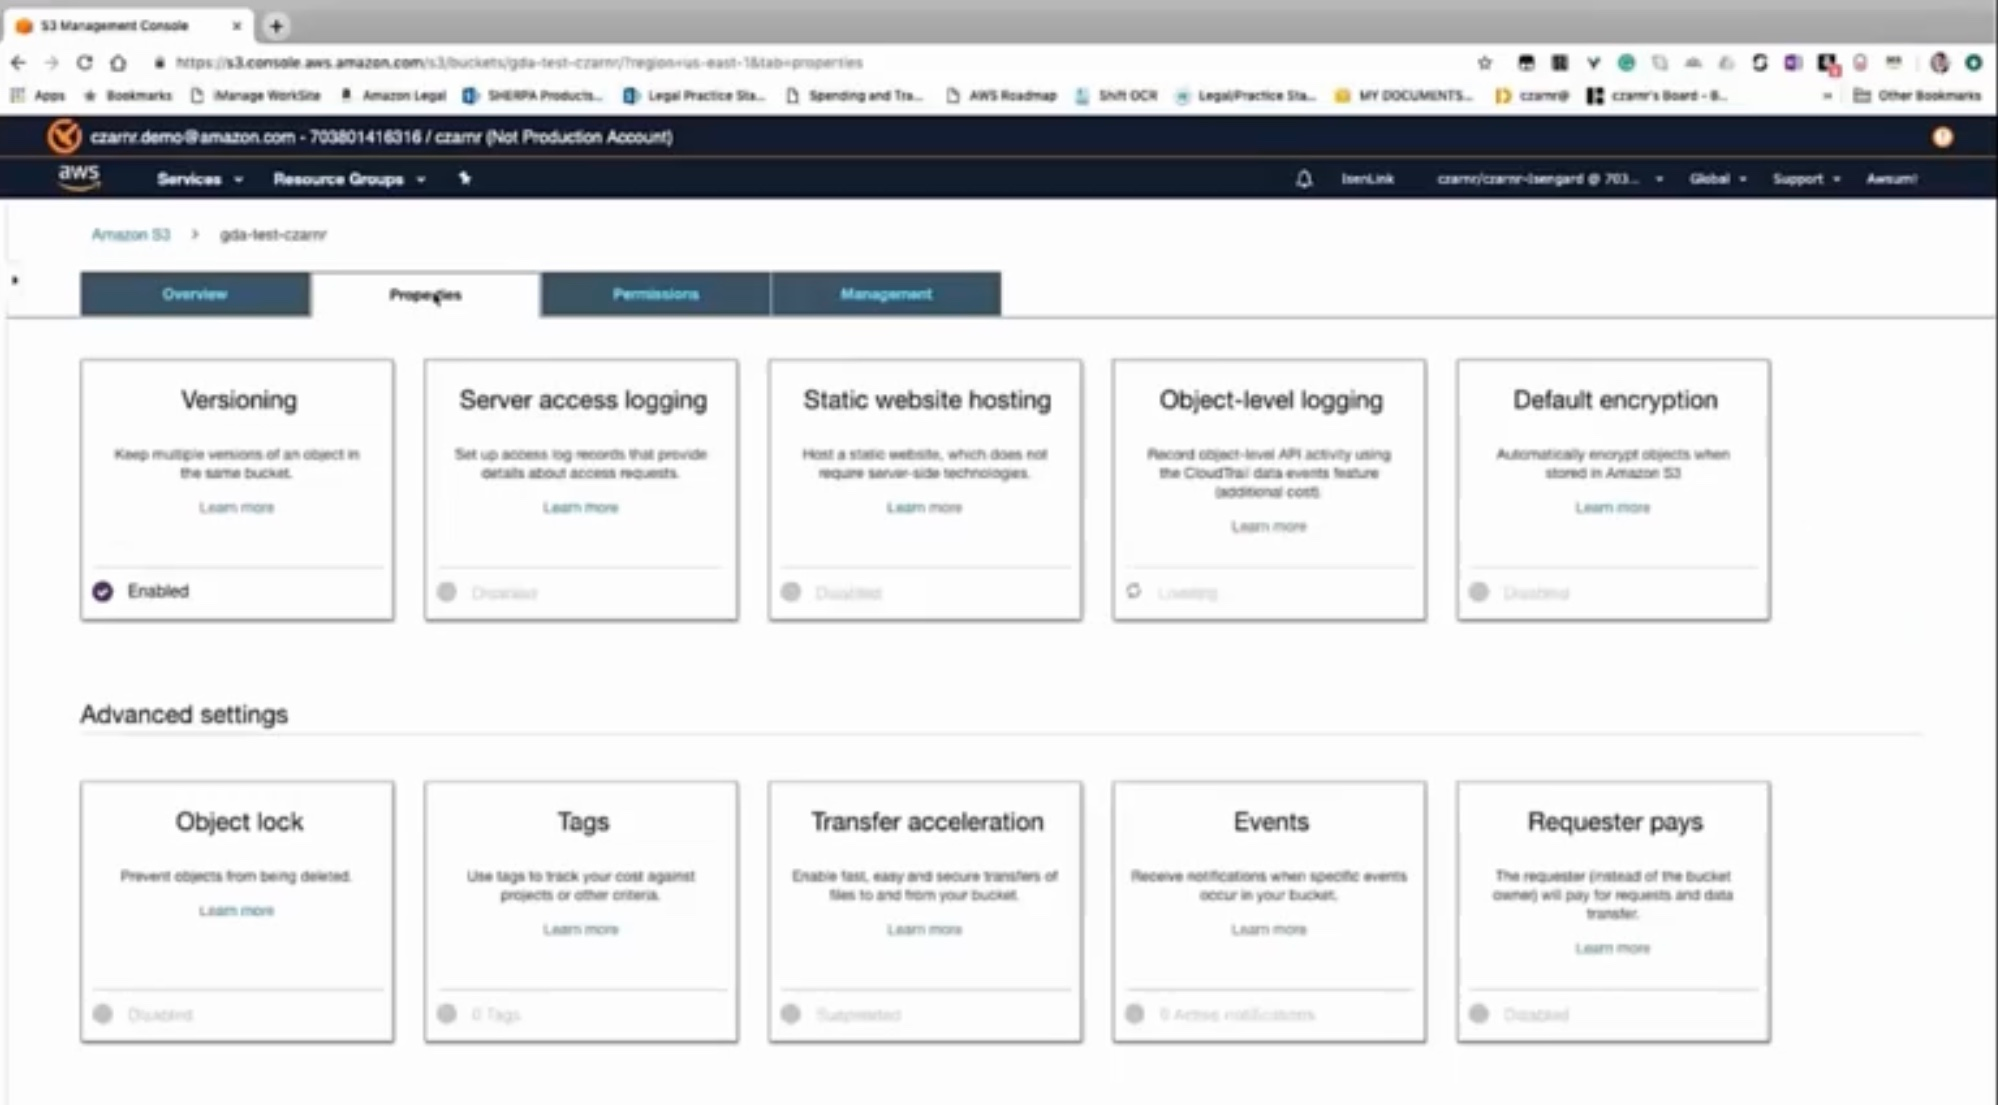 S3 Management Console
https://s3.console.aws.amazon.com/s3/buckets/gda-test-czarnr/?region=us-east-1&tab=properties
Apps Bookmarks iManage WorkSite Amazon Legal SHERPA Products... Legal Practice Sta... Spending and Tra... AWS Roadmap Shift OCR Legal/Practice Sta... MY DOCUMENTS... czarnr@ czarnr's Board - B... Other Bookmarks
czarnr.demo@amazon.com - 703801416316 / czarnr (Not Production Account)
aws Services Resource Groups IsenLink czarnr/czarnr-Isengard @ 703... Global Support Awsum!
Amazon S3 > gda-test-czarnr
Overview Properties Permissions Management
Versioning
Keep multiple versions of an object in
the same bucket.
Learn more
Enabled
Server access logging
Set up access log records that provide
details about access requests.
Learn more
Disabled
Static website hosting
Host a static website, which does not
require server-side technologies.
Learn more
Disabled
Object-level logging
Record object-level API activity using
the CloudTrail data events feature
(additional cost).
Learn more
Loading
Default encryption
Automatically encrypt objects when
stored in Amazon S3
Learn more
Disabled
Advanced settings
Object lock
Prevent objects from being deleted.
Learn more
Disabled
Tags
Use tags to track your cost against
projects or other criteria.
Learn more
0 Tags
Transfer acceleration
Enable fast, easy and secure transfers of
files to and from your bucket.
Learn more
Suspended
Events
Receive notifications when specific events
occur in your bucket.
Learn more
0 Active notifications
Requester pays
The requester (instead of the bucket
owner) will pay for requests and data
transfer.
Learn more
Disabled